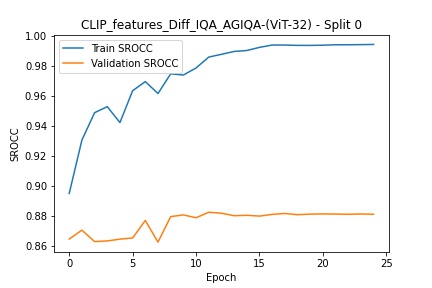 CLIP_features_Diff_IQA_AGIQA-(ViT-32) - Split 0
1.00
0.98
0.96
0.94
0.92
0.90
0.88
0.86
SROCC
Train SROCC
Validation SROCC
0 5 10 15 20 25
Epoch